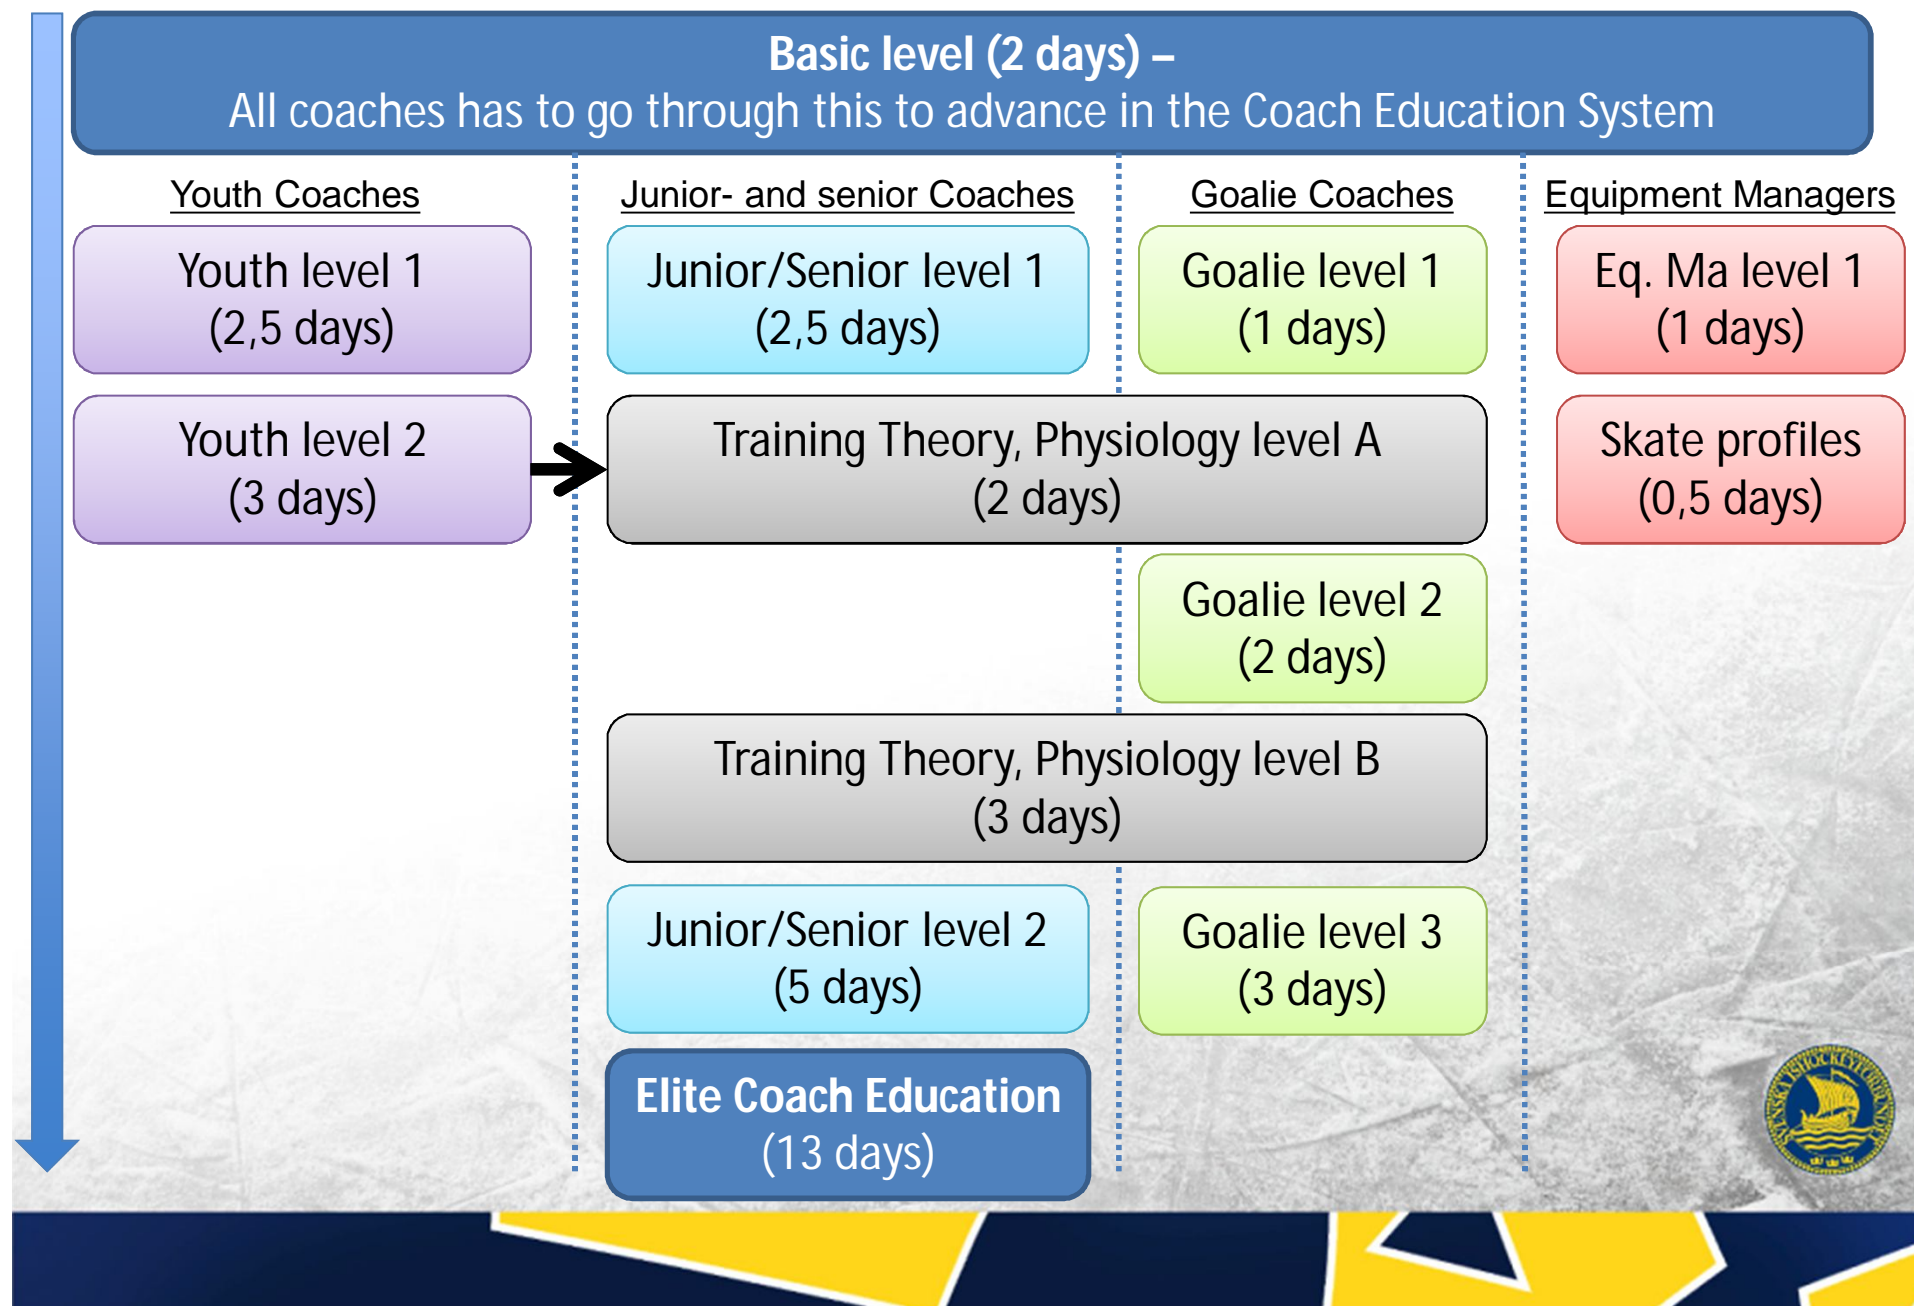 Basic level (2 days) –
All coaches has to go through this to advance in the Coach Education System
Youth Coaches
Junior- and senior Coaches
Goalie Coaches
Equipment Managers
Youth level 1
(2,5 days)
Junior/Senior level 1
(2,5 days)
Goalie level 1
(1 days)
Eq. Ma level 1
(1 days)
Youth level 2
(3 days)
Training Theory, Physiology level A
(2 days)
Skate profiles
(0,5 days)
Goalie level 2
(2 days)
Training Theory, Physiology level B
(3 days)
Junior/Senior level 2
(5 days)
Goalie level 3
(3 days)
Elite Coach Education
(13 days)
SVENSKA ISHOCKEYFÖRBUNDET